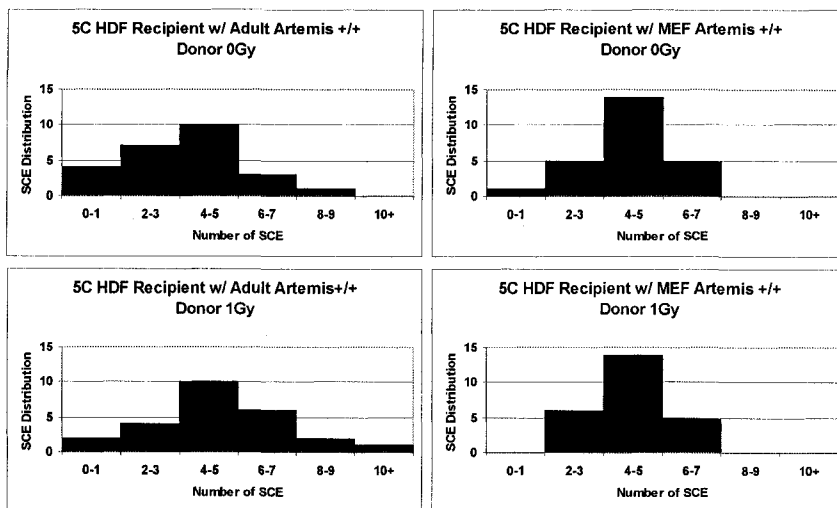 5C HDF Recipient w/ Adult Artemis +/+
Donor 0Gy
15
10
5
0
SCE Distribution
0-1 2-3 4-5 6-7 8-9 10+
Number of SCE
5C HDF Recipient w/ MEF Artemis +/+
Donor 0Gy
15
10
5
0
SCE Distribution
0-1 2-3 4-5 6-7 8-9 10+
Number of SCE
5C HDF Recipient w/ Adult Artemis+/+
Donor 1Gy
15
10
5
0
SCE Distribution
0-1 2-3 4-5 6-7 8-9 10+
Number of SCE
5C HDF Recipient w/ MEF Artemis +/+
Donor 1Gy
15
10
5
0
SCE Distribution
0-1 2-3 4-5 6-7 8-9 10+
Number of SCE